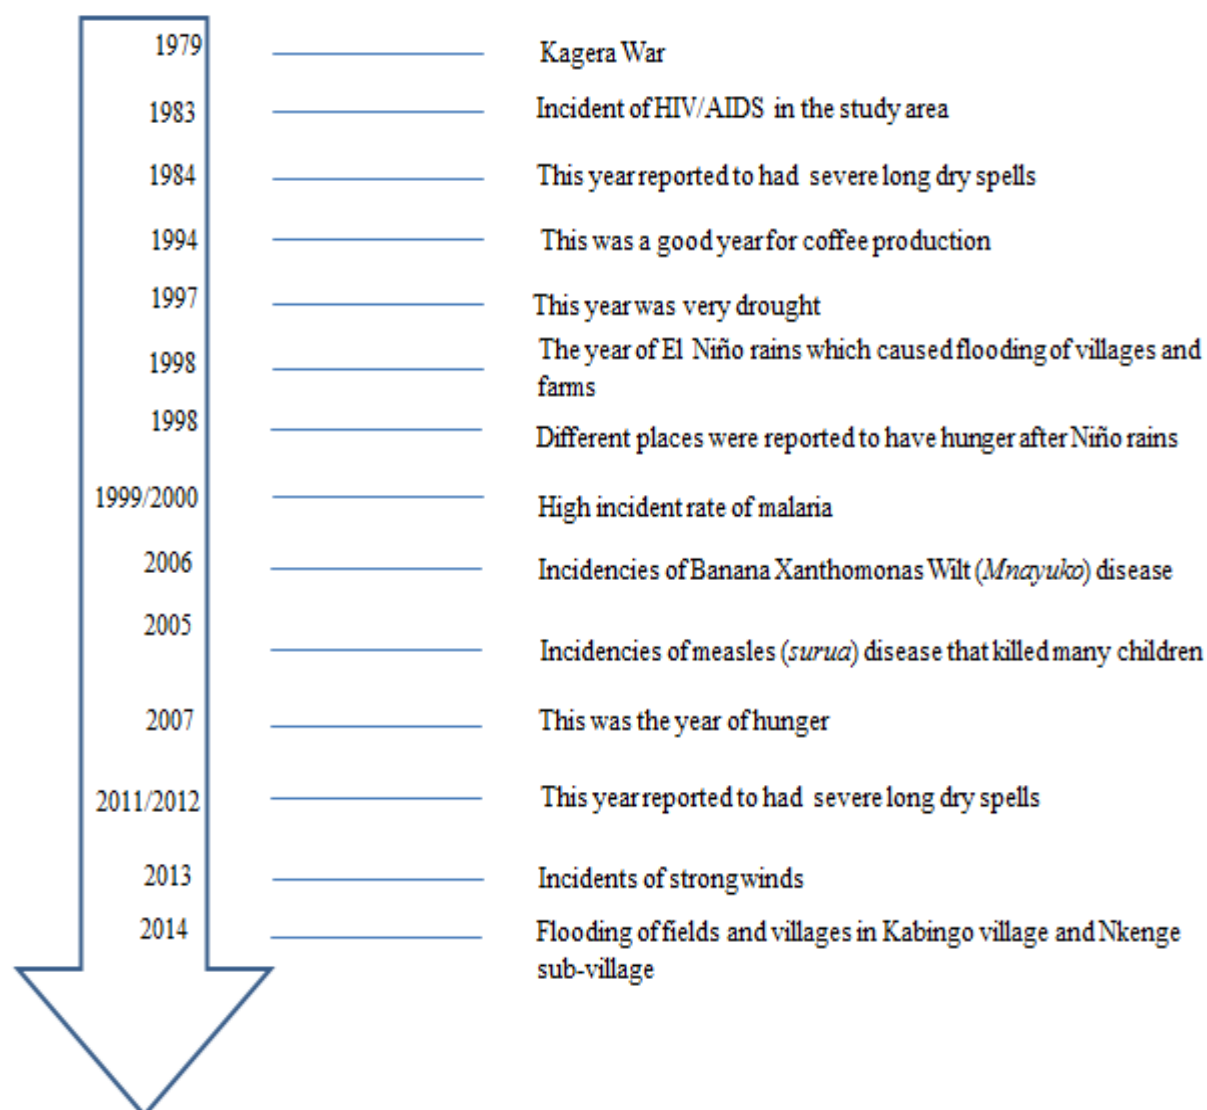 1979 Kagera War
1983 Incident of HIV/AIDS in the study area
1984 This year reported to had severe long dry spells
1994 This was a good year for coffee production
1997 This year was very drought
1998 The year of El Niño rains which caused flooding of villages and
farms
1998 Different places were reported to have hunger after Niño rains
1999/2000 High incident rate of malaria
2006 Incidencies of Banana Xanthomonas Wilt (Mnayuko) disease
2005 Incidencies of measles (surua) disease that killed many children
2007 This was the year of hunger
2011/2012 This year reported to had severe long dry spells
2013 Incidents of strong winds
2014 Flooding of fields and villages in Kabingo village and Nkenge
sub-village